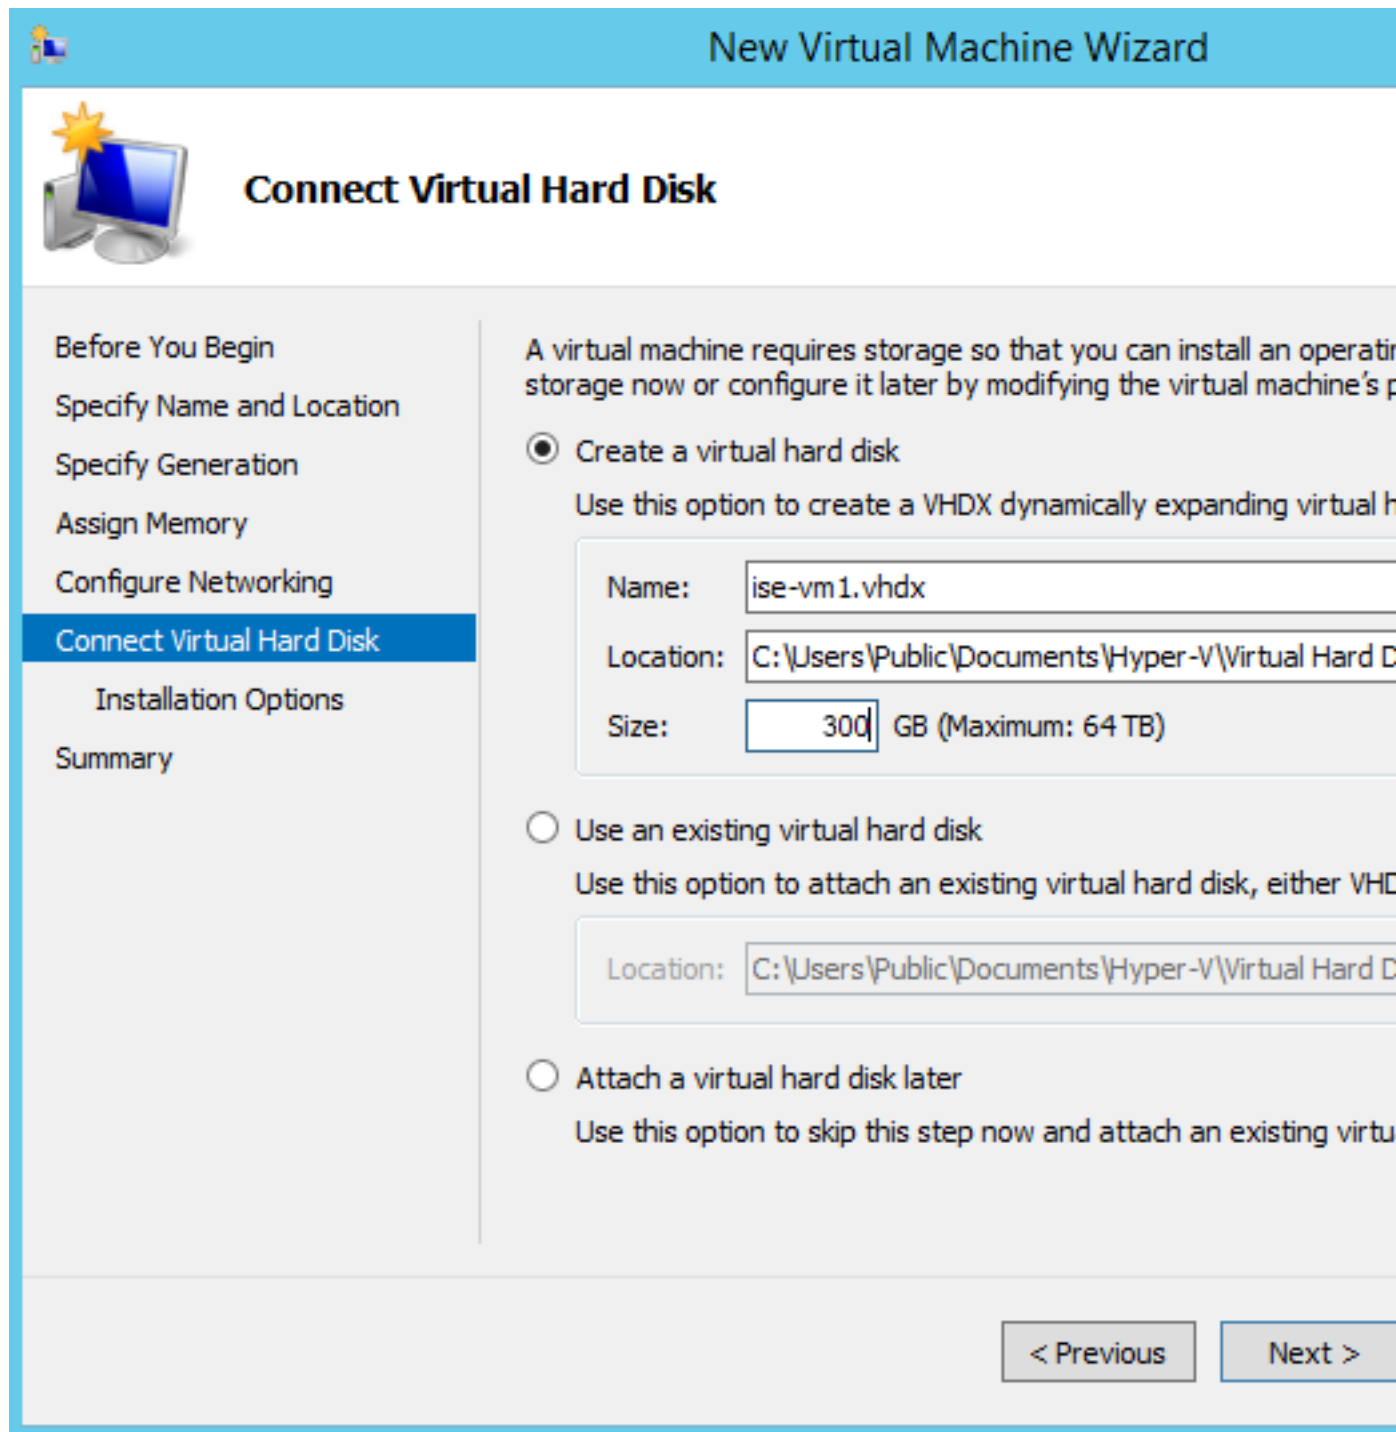 New Virtual Machine Wizard
Connect Virtual Hard Disk
Before You Begin
Specify Name and Location
Specify Generation
Assign Memory
Configure Networking
Connect Virtual Hard Disk
Installation Options
Summary
A virtual machine requires storage so that you can install an
storage now or configure it later by modifying the virtual machine's
Create a virtual hard disk
Use this option to create a VHDX dynamically expanding virtual
Name: ise-vm1.vhdx
Location: C:\Users\Public\Documents\Hyper-V\Virtual Hard
Size: 300 GB (Maximum: 64 TB)
Use an existing virtual hard disk
Use this option to attach an existing virtual hard disk, either
Location: C:\Users\Public\Documents\Hyper-V\Virtual Hard
Attach a virtual hard disk later
Use this option to skip this step now and attach an existing
< Previous
Next >